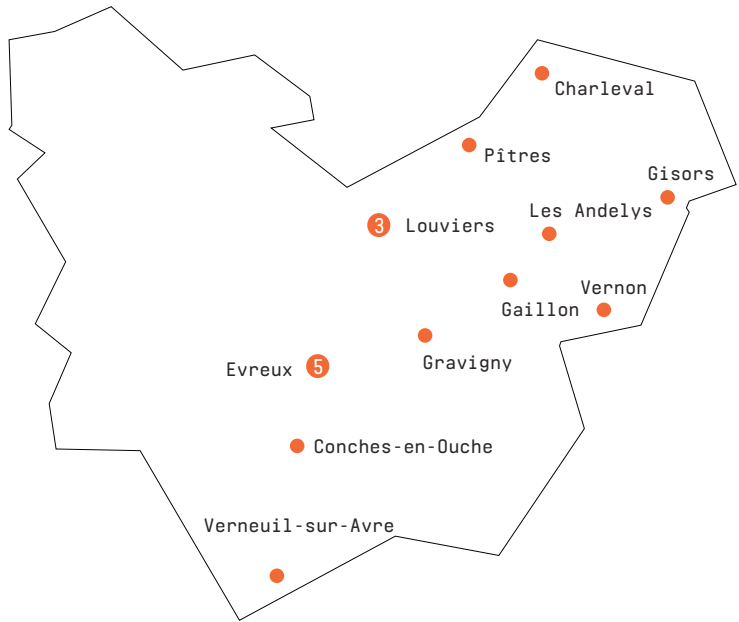 Charleval
Pîtres
Gisors
Les Andelys
3 Louviers
Vernon
Gaillon
Gravigny
Evreux 5
Conches-en-Ouche
Verneuil-sur-Avre